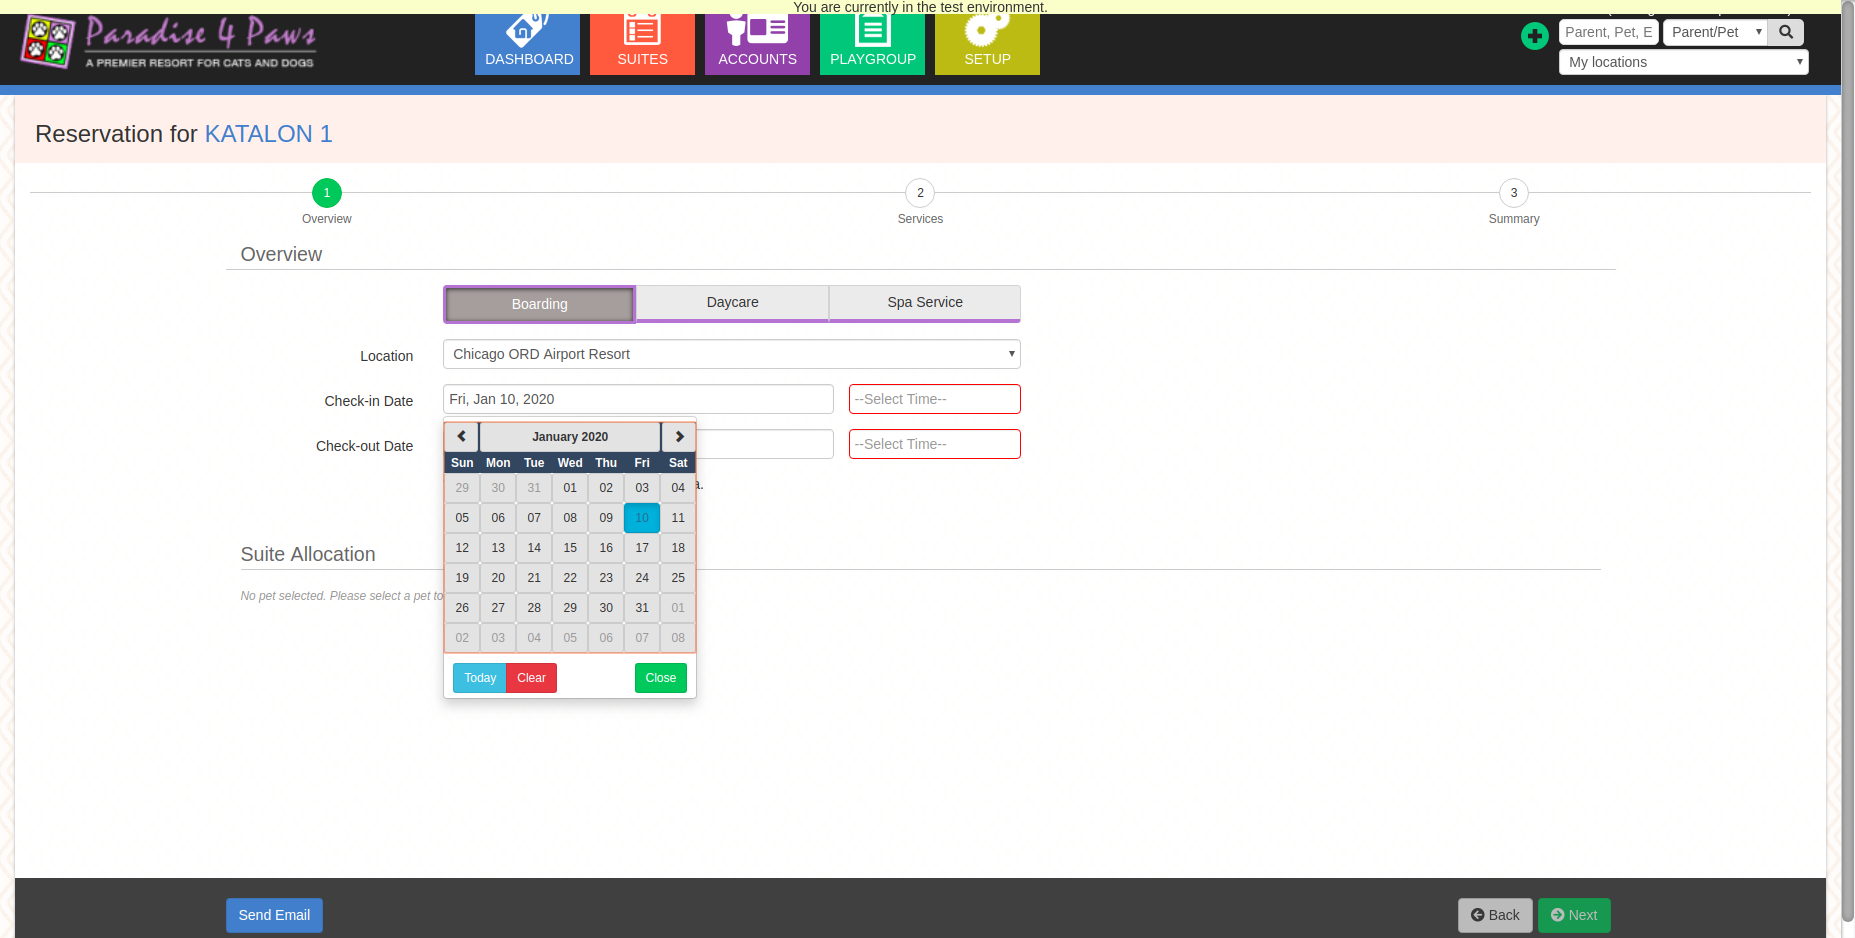 You are currently in the test environment.
Paradise 4 Paws
A PREMIER RESORT FOR CATS AND DOGS
DASHBOARD
SUITES
ACCOUNTS
PLAYGROUP
SETUP
Parent, Pet, E
Parent/Pet
My locations
Reservation for KATALON 1
1
2
3
Overview
Services
Summary
Overview
Boarding
Daycare
Spa Service
Location
Chicago ORD Airport Resort
Check-in Date
Fri, Jan 10, 2020
--Select Time--
Check-out Date
--Select Time--
January 2020
Sun Mon Tue Wed Thu Fri Sat
29 30 31 01 02 03 04
05 06 07 08 09 10 11
12 13 14 15 16 17 18
19 20 21 22 23 24 25
26 27 28 29 30 31 01
02 03 04 05 06 07 08
Today
Clear
Close
Suite Allocation
No pet selected. Please select a pet to
Send Email
Back
Next